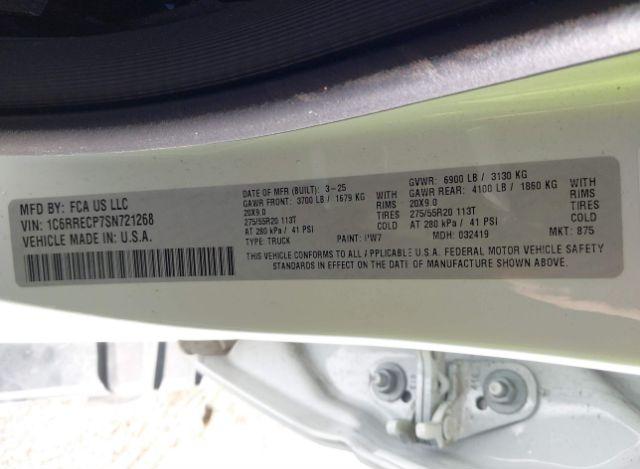 MFD BY: FCA US LLC
VIN: 1C6RRECP7SN721268
VEHICLE MADE IN U.S.A.
DATE OF MFR (BUILT): 3-25
GAWR FRONT: 3700 LB / 1679 KG
20X9.0 RIMS
275/55R20 113T TIRES
AT 280 kPa / 41 PSI COLD
TYPE: TRUCK PAINT: PW7
GVWR: 6900 LB / 3130 KG
GAWR REAR: 4100 LB / 1860 KG
20X9.0 RIMS
275/55R20 113T TIRES
AT 280 kPa / 41 PSI COLD
MDH: 032419 MKT: 875
THIS VEHICLE CONFORMS TO ALL APPLICABLE U.S.A. FEDERAL MOTOR VEHICLE SAFETY
STANDARDS IN EFFECT ON THE DATE OF MANUFACTURE SHOWN ABOVE.